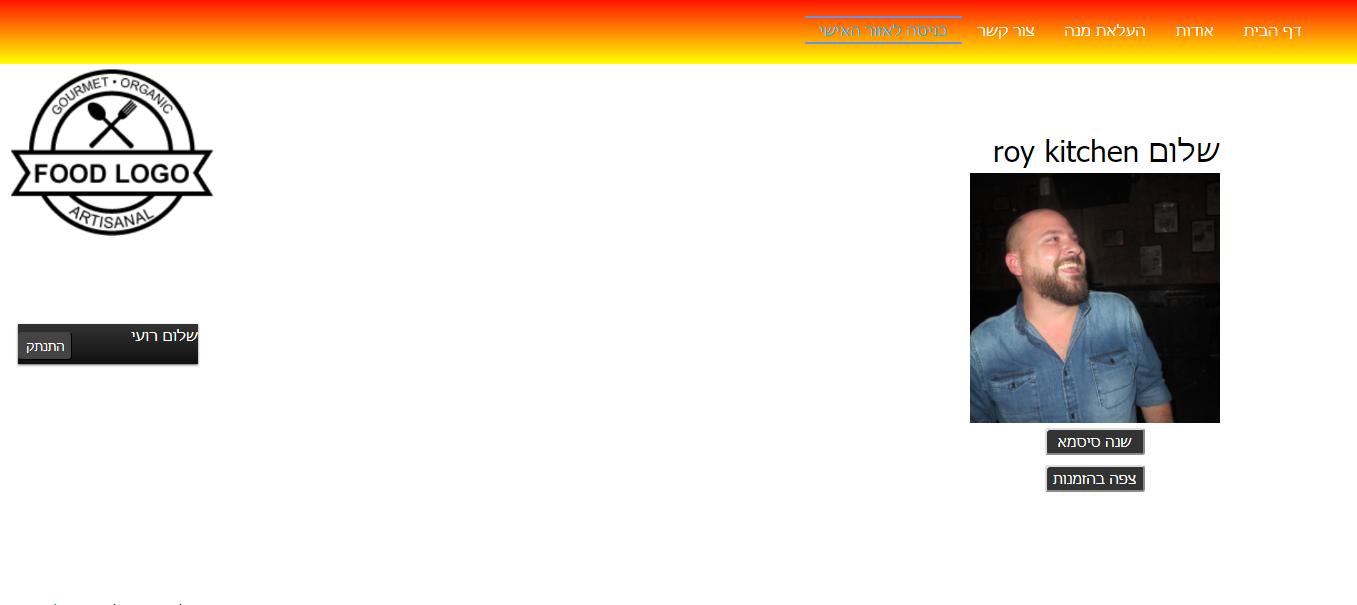 דף הבית
אודות
העלאת מנה
צור קשר
כניסה לאזור האישי
GOURMET • ORGANIC
FOOD LOGO
ARTISANAL
שלום roy kitchen
שלום רועי
התנתק
שנה סיסמא
צפה בהזמנות